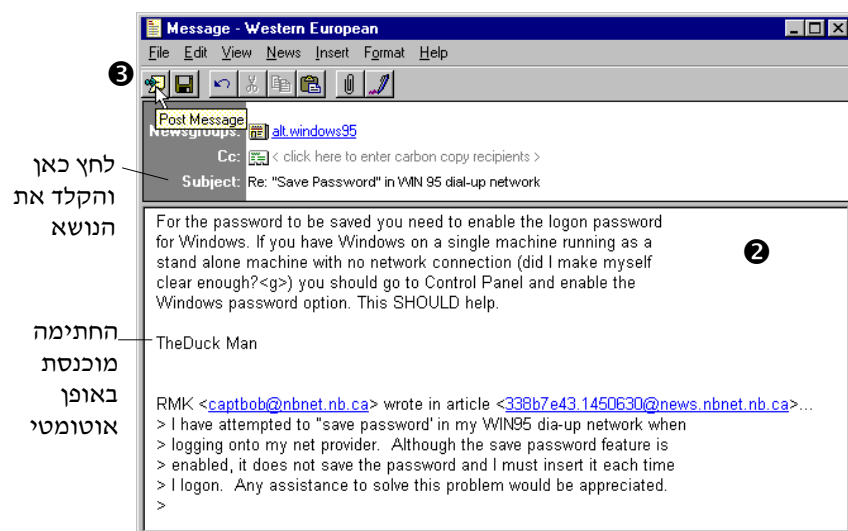 Message - Western European
File Edit View News Insert Format Help
❸
Post Message
Newsgroups: alt.windows95
Cc: < click here to enter carbon copy recipients >
Subject: Re: "Save Password" in WIN 95 dial-up network
לחץ כאן
והקלד את
הנושא
❷
For the password to be saved you need to enable the logon password
for Windows. If you have Windows on a single machine running as a
stand alone machine with no network connection (did I make myself
clear enough?<g>) you should go to Control Panel and enable the
Windows password option. This SHOULD help.
TheDuck Man
החתימה
מוכנסת
באופן
אוטומטי
RMK <captbob@nbnet.nb.ca> wrote in article <338b7e43.1450630@news.nbnet.nb.ca>...
> I have attempted to "save password' in my WIN95 dia-up network when
> logging onto my net provider.  Although the save password feature is
> enabled, it does not save the password and I must insert it each time
> I logon.  Any assistance to solve this problem would be appreciated.
>